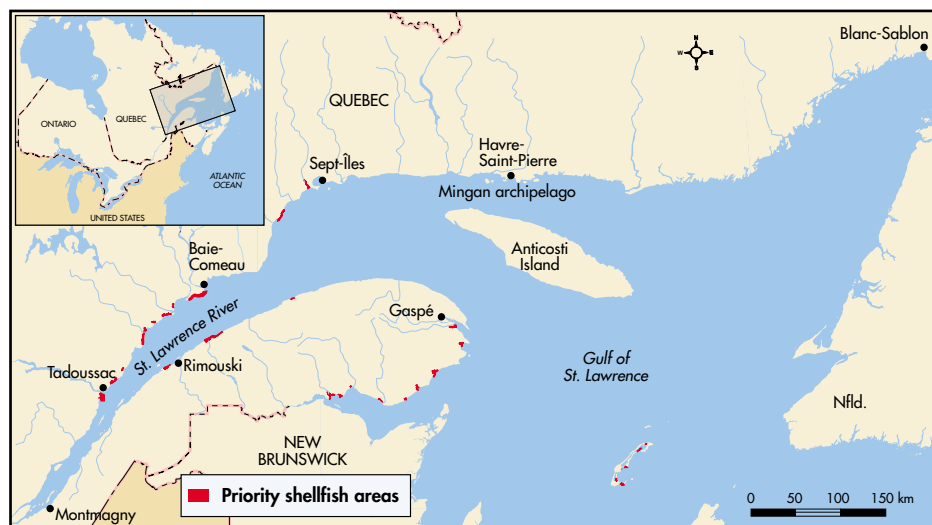 Blanc-Sablon
N
W E
S
QUEBEC
ONTARIO
QUEBEC
ATLANTIC
OCEAN
UNITED STATES
Havre-
Saint-Pierre
Sept-Îles
Mingan archipelago
Baie-
Comeau
Anticosti
Island
Gaspé
St. Lawrence River
Gulf of
St. Lawrence
Rimouski
Tadoussac
Nfld.
NEW
BRUNSWICK
Priority shellfish areas
Montmagny
0 50 100 150 km